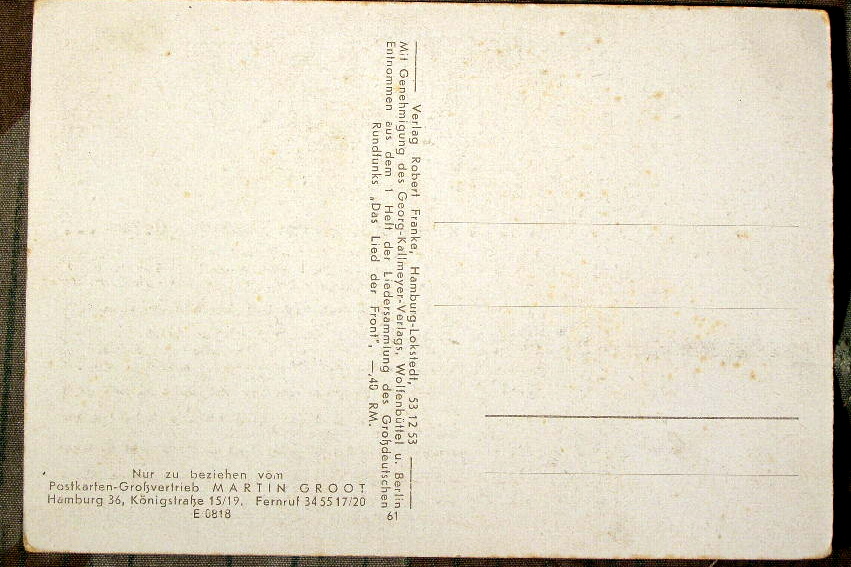 Verlag Robert Franke, Hamburg-Lokstedt, 53 12 53
Mit Genehmigung des Georg-Kallmeyer-Verlags, Wolfenbüttel u. Berlin
Entnommen aus dem 1 Heft der Liedersammlung des Großdeutschen
Rundfunks „Das Lied der Front", —,40 RM.
61
Nur zu beziehen vom
Postkarten-Großvertrieb MARTIN GROOT
Hamburg 36, Königstraße 15/19. Fernruf 34 55 17/20
E 0818